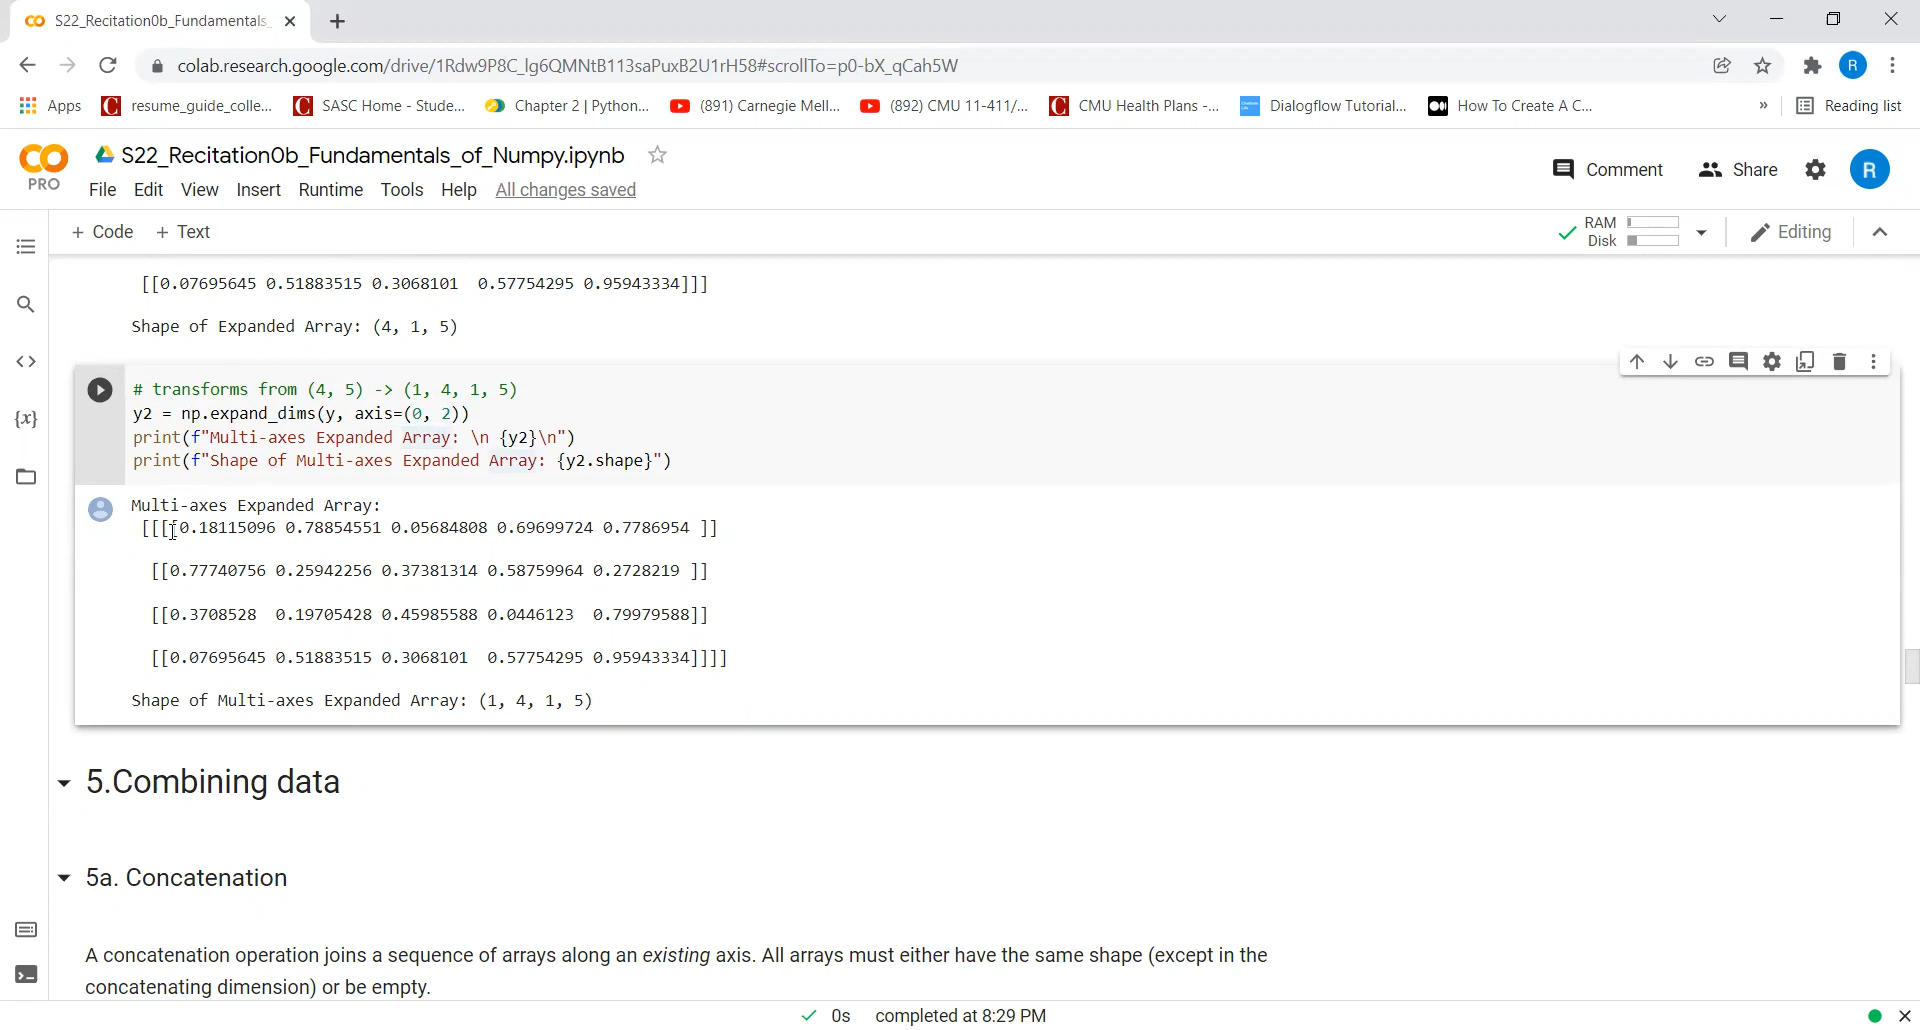 S22_Recitation0b_Fundamentals_
colab.research.google.com/drive/1Rdw9P8C_lg6QMNtB113saPuxB2U1rH58#scrollTo=p0-bX_qCah5W
R
Apps resume_guide_colle... SASC Home - Stude... Chapter 2 | Python... (891) Carnegie Mell... (892) CMU 11-411/... CMU Health Plans -... Dialogflow Tutorial... How To Create A C... » Reading list
CO PRO
S22_Recitation0b_Fundamentals_of_Numpy.ipynb
Comment Share R
File Edit View Insert Runtime Tools Help All changes saved
+ Code + Text RAM Disk Editing
[[0.07695645 0.51883515 0.3068101  0.57754295 0.95943334]]]
Shape of Expanded Array: (4, 1, 5)
# transforms from (4, 5) -> (1, 4, 1, 5)
y2 = np.expand_dims(y, axis=(0, 2))
print(f"Multi-axes Expanded Array: \n {y2}\n")
print(f"Shape of Multi-axes Expanded Array: {y2.shape}")
Multi-axes Expanded Array:
[[[[0.18115096 0.78854551 0.05684808 0.69699724 0.7786954 ]]
[[0.77740756 0.25942256 0.37381314 0.58759964 0.2728219 ]]
[[0.3708528  0.19705428 0.45985588 0.0446123  0.79979588]]
[[0.07695645 0.51883515 0.3068101  0.57754295 0.95943334]]]]
Shape of Multi-axes Expanded Array: (1, 4, 1, 5)
5.Combining data
5a. Concatenation
A concatenation operation joins a sequence of arrays along an existing axis. All arrays must either have the same shape (except in the
concatenating dimension) or be empty.
0s completed at 8:29 PM